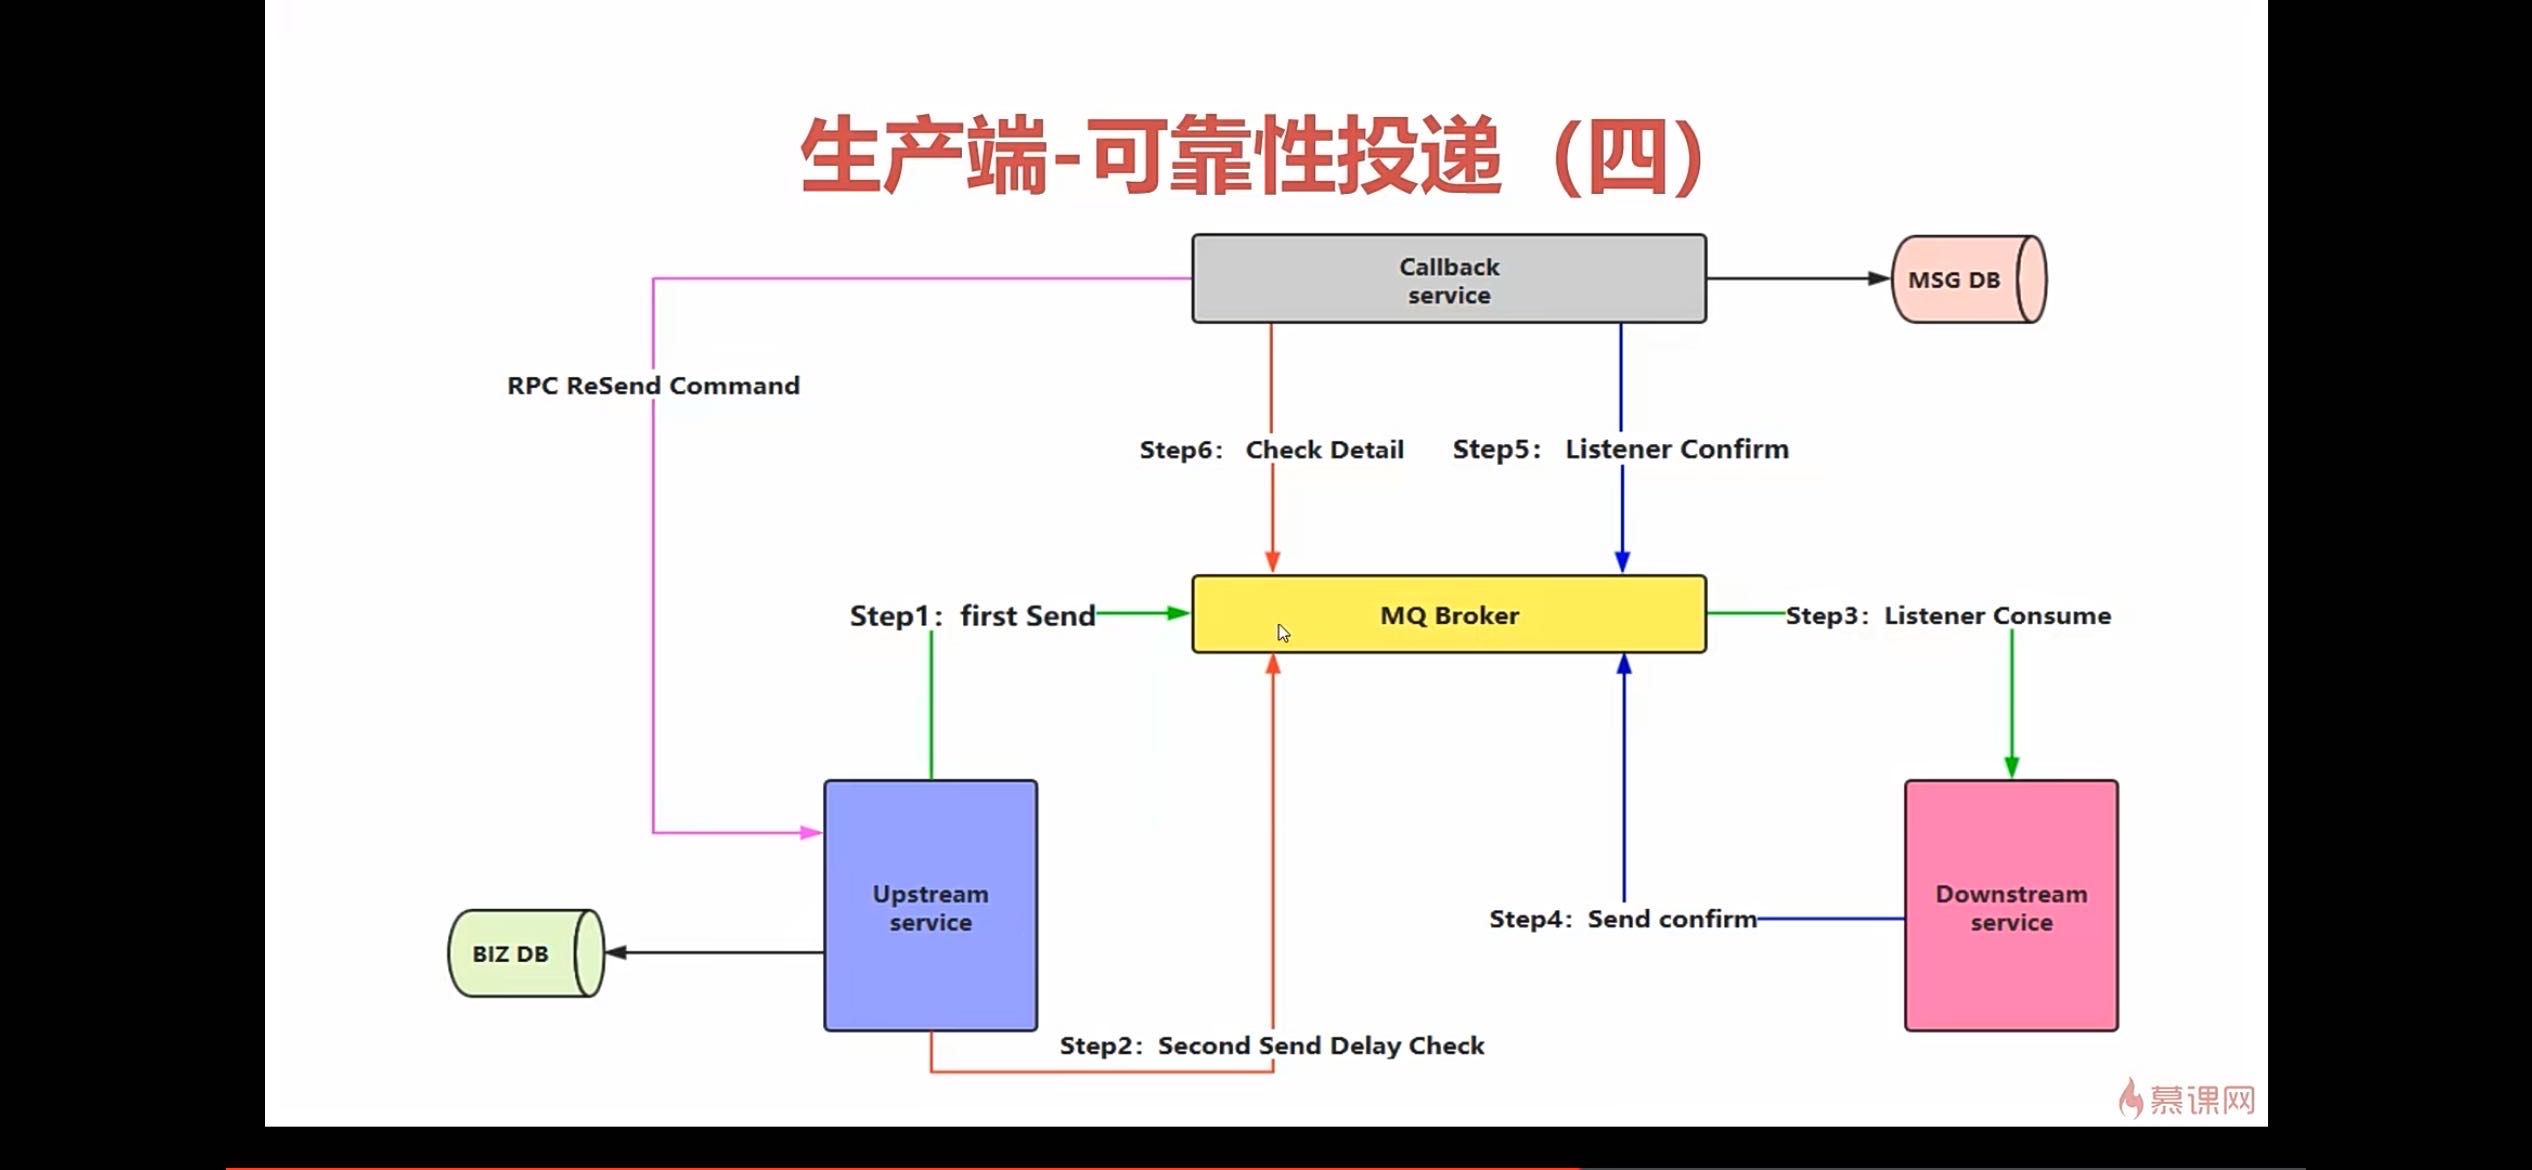 生产端-可靠性投递（四）
Callback
service
MSG DB
RPC ReSend Command
Step6： Check Detail
Step5： Listener Confirm
Step1：first Send
MQ Broker
Step3：Listener Consume
Upstream
service
Downstream
service
BIZ DB
Step4：Send confirm
Step2：Second Send Delay Check
慕课网